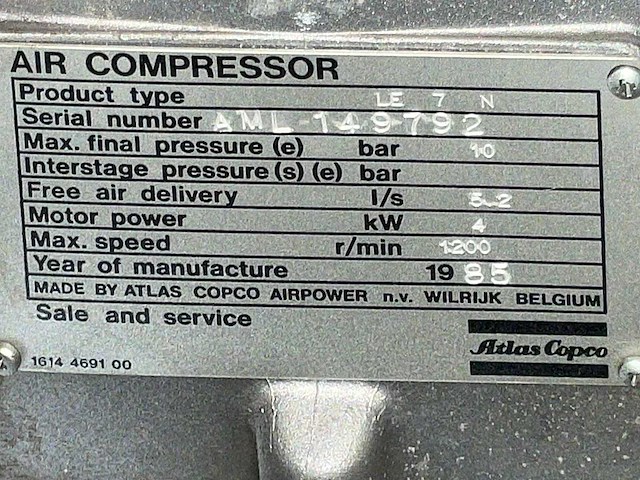 AIR COMPRESSOR
Product type LE 7 N
Serial number AML-149792
Max. final pressure (e) bar 10
Interstage pressure (s) (e) bar
Free air delivery l/s 5.2
Motor power kW 4
Max. speed r/min 1200
Year of manufacture 1985
MADE BY ATLAS COPCO AIRPOWER n.v. WILRIJK BELGIUM
Sale and service
Atlas Copco
1614 4691 00